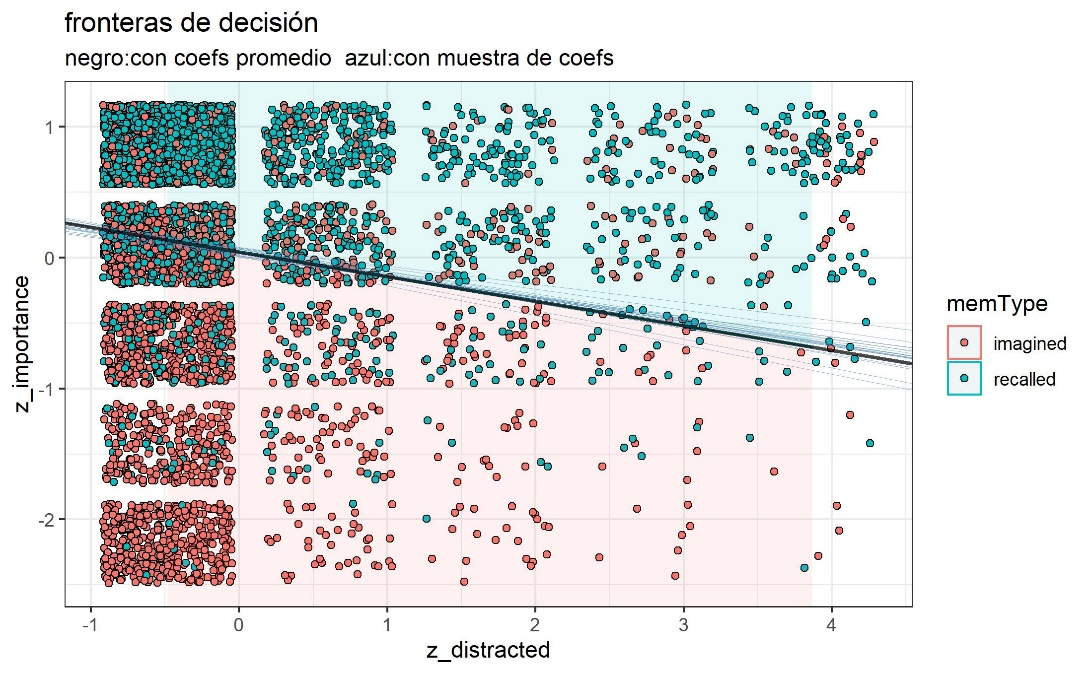 fronteras de decisión
negro:con coefs promedio  azul:con muestra de coefs
1
0
-1
-2
z_importance
-1
0
1
2
3
4
z_distracted
memType
imagined
recalled